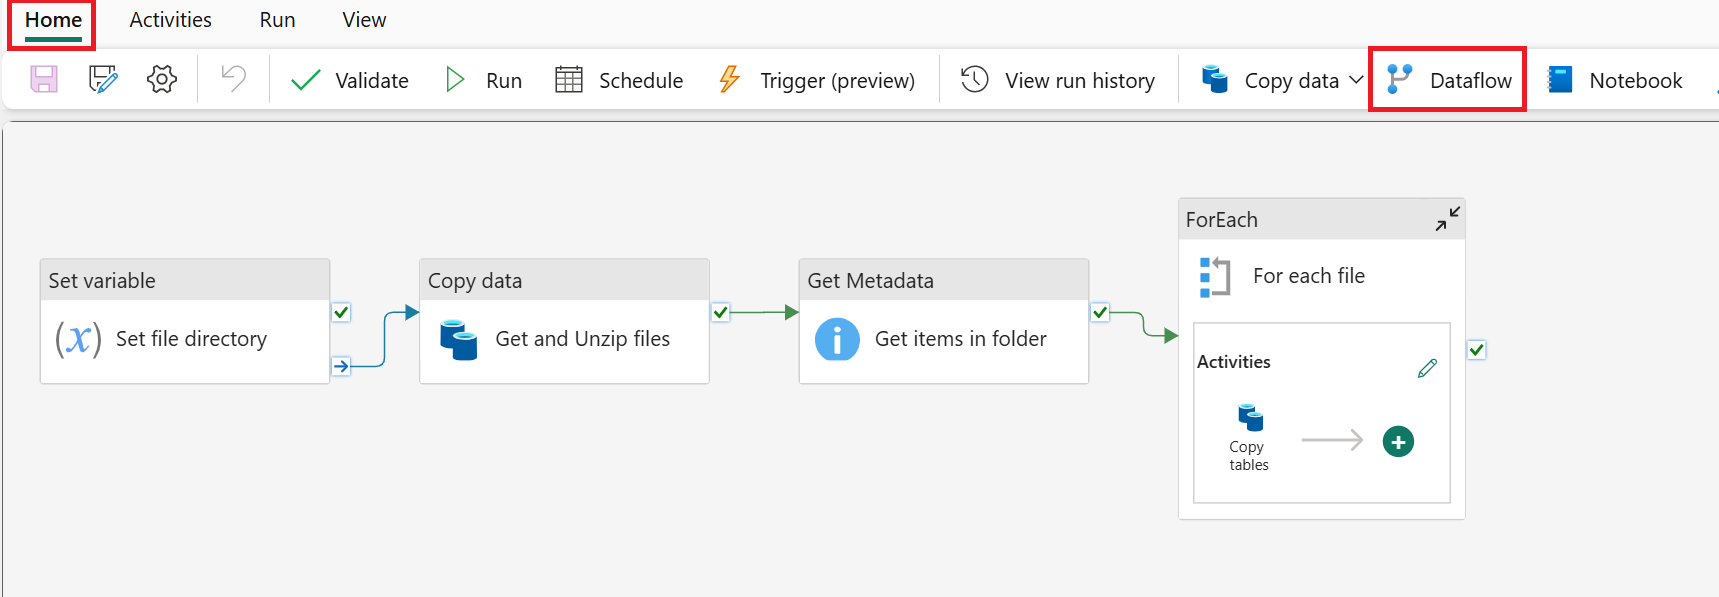 Home Activities Run View
Validate Run Schedule Trigger (preview) View run history Copy data Dataflow Notebook
ForEach
For each file
Set variable
(x) Set file directory
Copy data
Get and Unzip files
Get Metadata
Get items in folder
Activities
Copy
tables